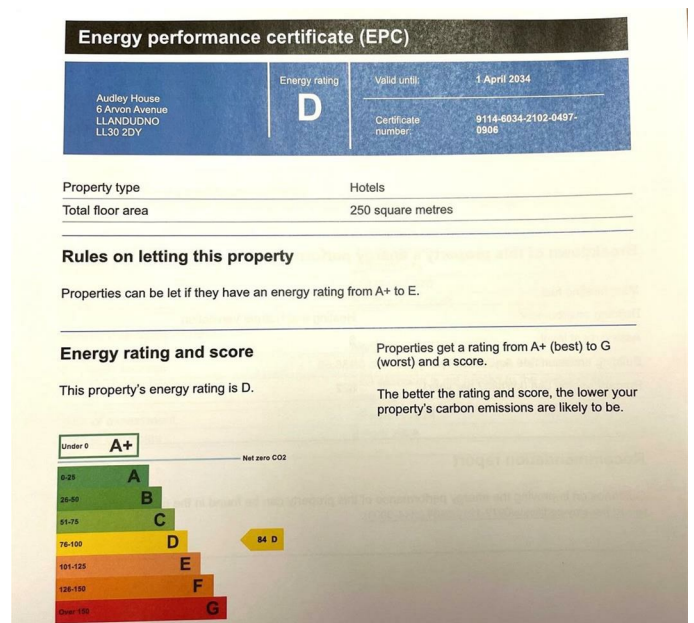 Energy performance certificate (EPC)
Audley House
6 Arvon Avenue
LLANDUDNO
LL30 2DY
Energy rating
D
Valid until: 1 April 2034
Certificate number: 9114-6034-2102-0497-
0906
Property type Hotels
Total floor area 250 square metres
Rules on letting this property
Properties can be let if they have an energy rating from A+ to E.
Energy rating and score
This property's energy rating is D.
Properties get a rating from A+ (best) to G
(worst) and a score.
The better the rating and score, the lower your
property's carbon emissions are likely to be.
Under 0 A+
Net zero CO2
0-25 A
26-50 B
51-75 C
76-100 D
84 D
101-125 E
126-150 F
Over 150 G